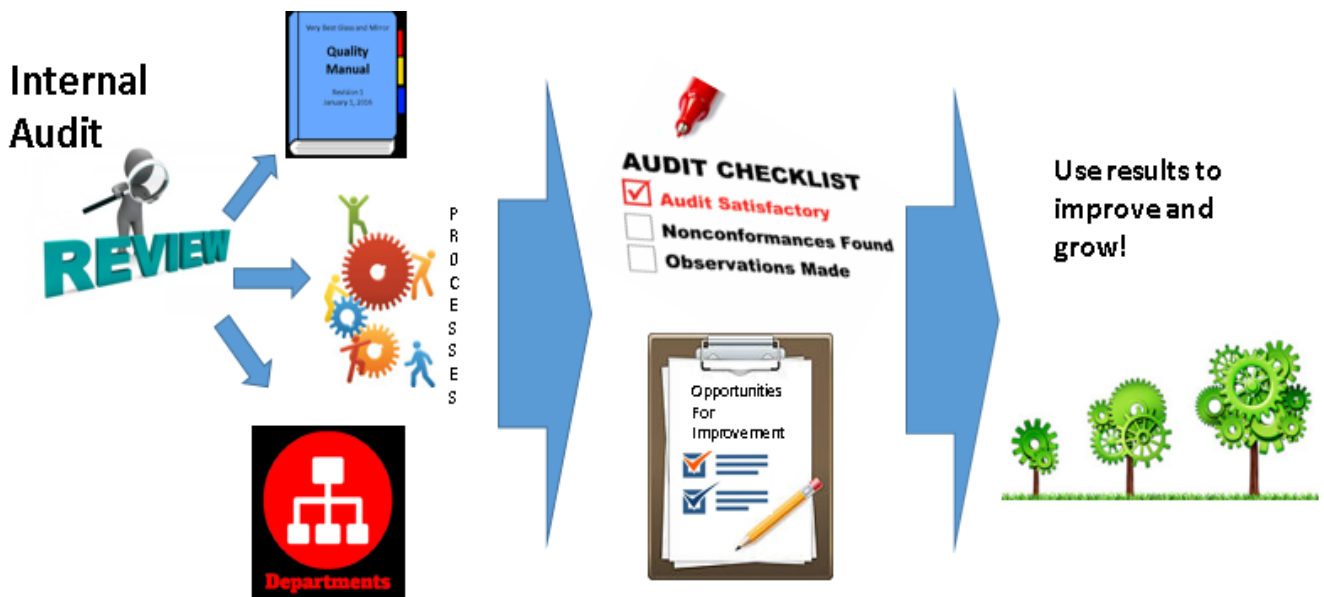 Internal
Audit
REVIEW
Very Best Glass and Mirror
Quality
Manual
Revision 1
January 1, 2016
PROCESSES
Departments
AUDIT CHECKLIST
Audit Satisfactory
Nonconformances Found
Observations Made
Opportunities
For
Improvement
Use results to
improve and
grow!